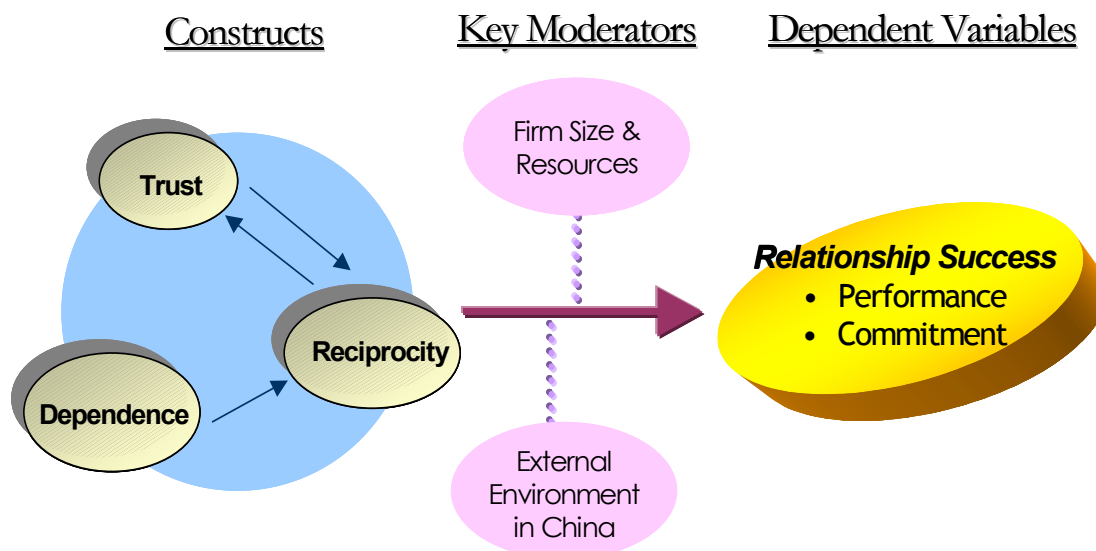 Constructs
Key Moderators
Dependent Variables
Firm Size &
Resources
Trust
Relationship Success
• Performance
• Commitment
Reciprocity
Dependence
External
Environment
in China